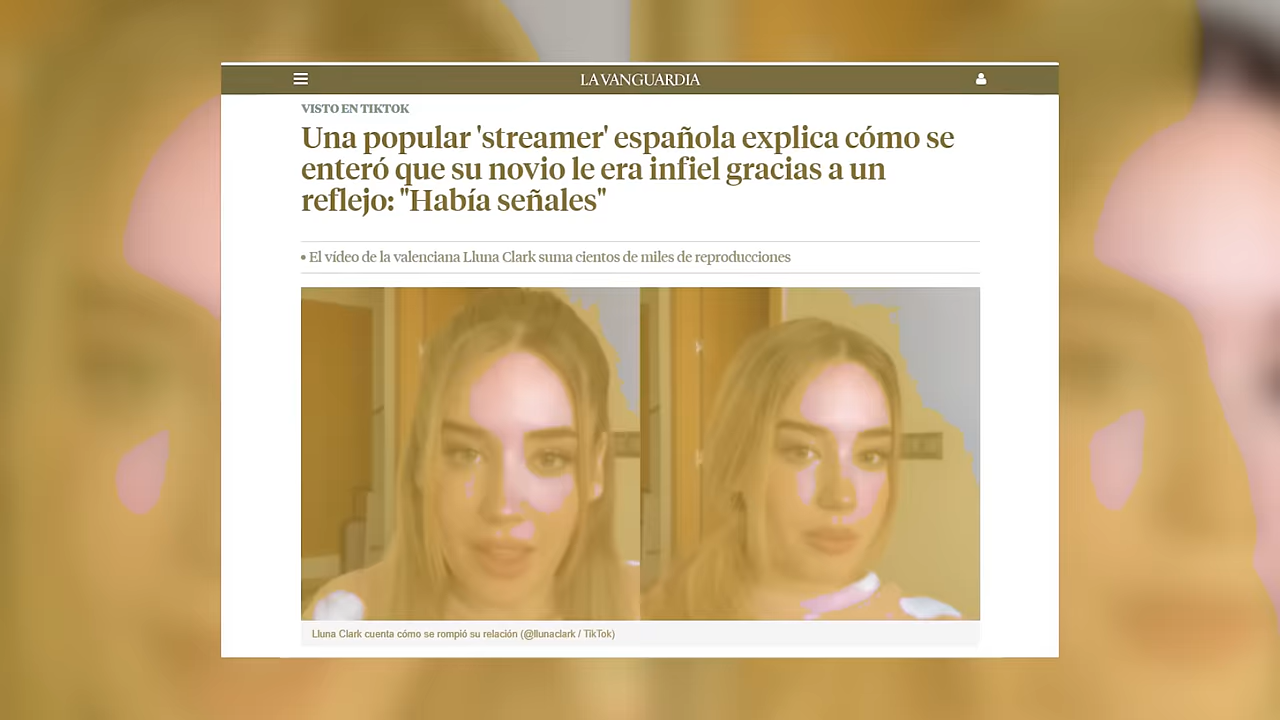 LA VANGUARDIA
VISTO EN TIKTOK
Una popular 'streamer' española explica cómo se
enteró que su novio le era infiel gracias a un
reflejo: "Había señales"
• El vídeo de la valenciana Lluna Clark suma cientos de miles de reproducciones
Lluna Clark cuenta cómo se rompió su relación (@llunaclark / TikTok)